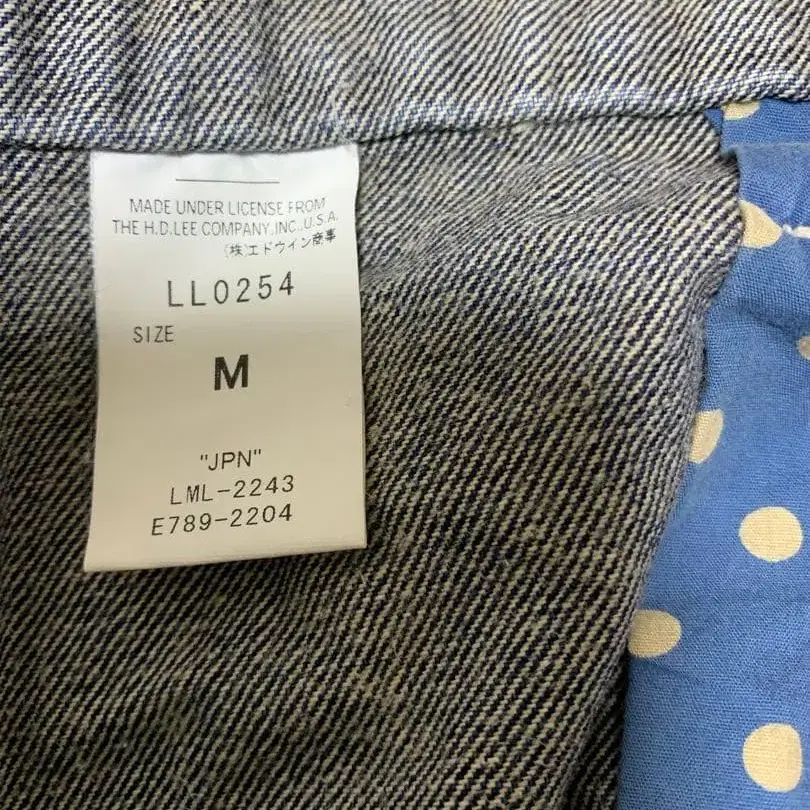 MADE UNDER LICENSE FROM
THE H.D.LEE COMPANY,INC.,U.S.A.
(株)エドウイン商事
LL0254
SIZE
M
"JPN"
LML-2243
E789-2204